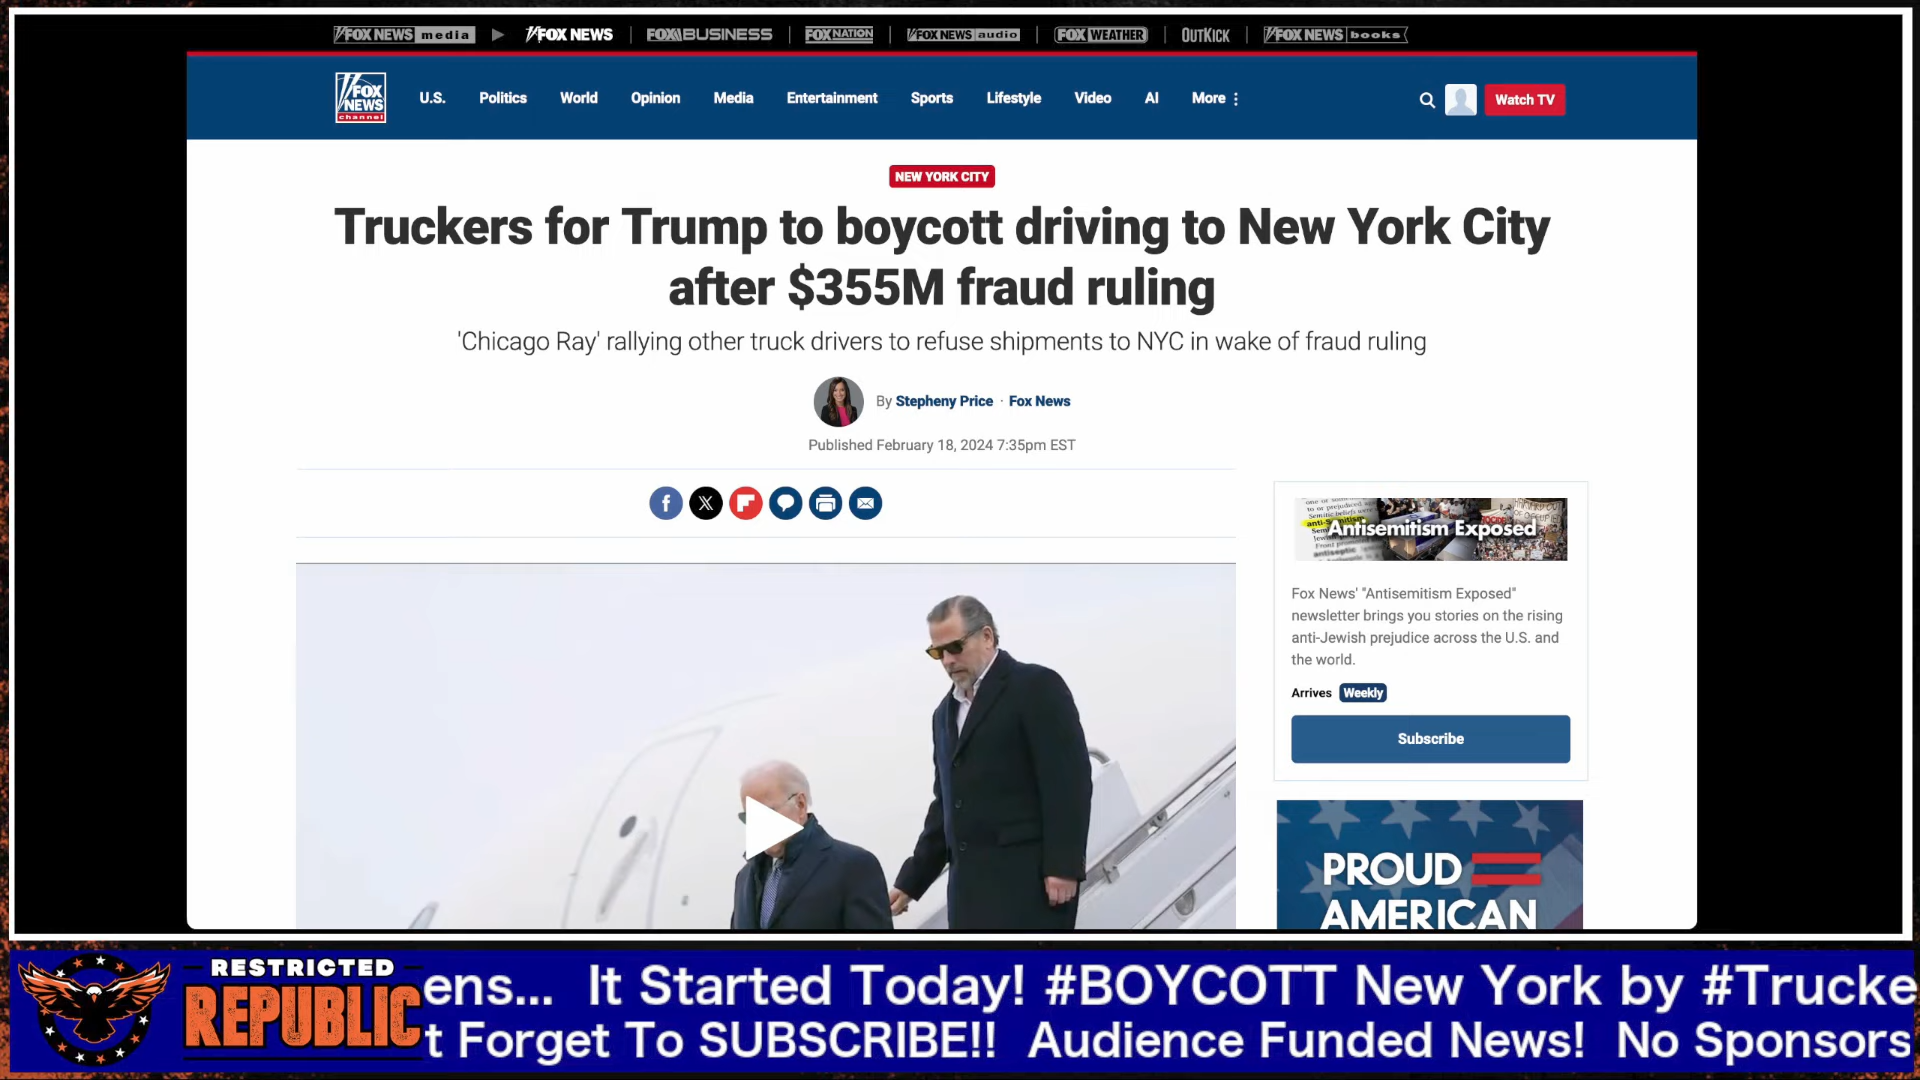 FOX NEWS media
FOX NEWS
FOX BUSINESS
FOX NATION
FOX NEWS audio
FOX WEATHER
OUTKICK
FOX NEWS books
FOX NEWS channel
U.S.
Politics
World
Opinion
Media
Entertainment
Sports
Lifestyle
Video
AI
More
Watch TV
NEW YORK CITY
Truckers for Trump to boycott driving to New York City
after $355M fraud ruling
'Chicago Ray' rallying other truck drivers to refuse shipments to NYC in wake of fraud ruling
By Stepheny Price · Fox News
Published February 18, 2024 7:35pm EST
Antisemitism Exposed
Fox News' "Antisemitism Exposed"
newsletter brings you stories on the rising
anti-Jewish prejudice across the U.S. and
the world.
Arrives Weekly
Subscribe
PROUD
AMERICAN
RESTRICTED
REPUBLIC
ens... It Started Today! #BOYCOTT New York by #Trucke
t Forget To SUBSCRIBE!! Audience Funded News! No Sponsors